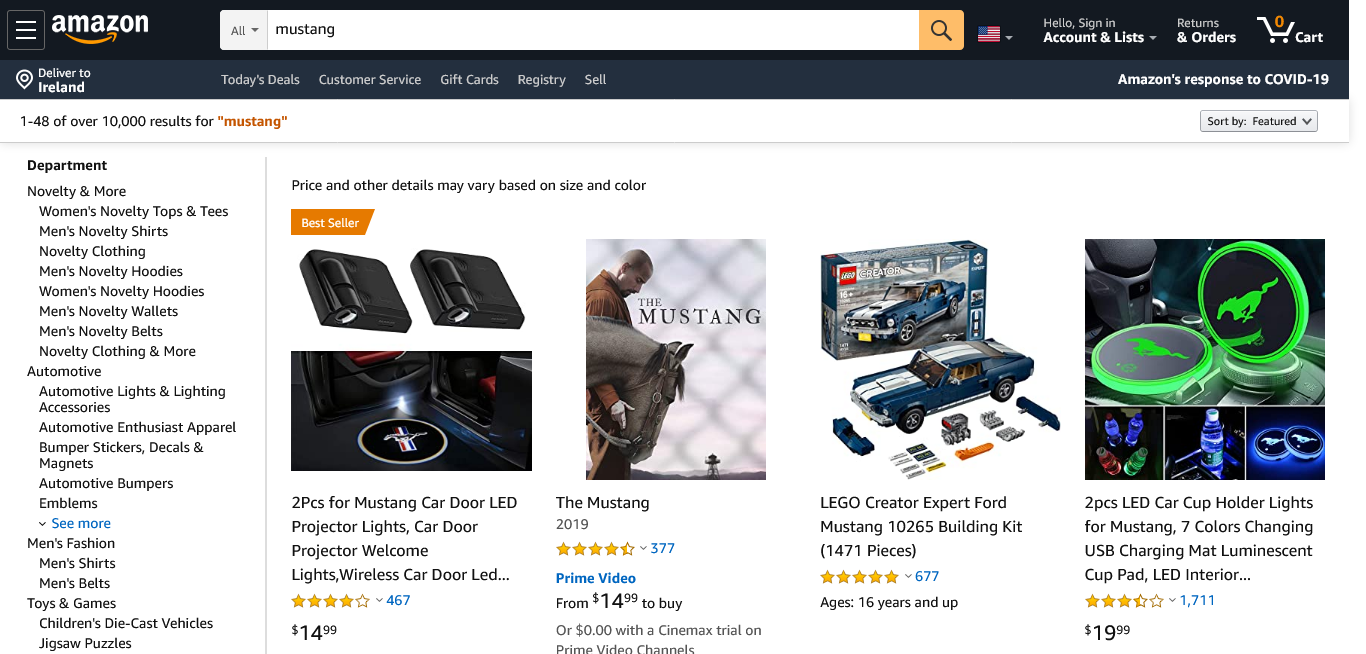 amazon
All
mustang
Hello, Sign in
Account & Lists
Returns
& Orders
0
Cart
Deliver to
Ireland
Today's Deals
Customer Service
Gift Cards
Registry
Sell
Amazon's response to COVID-19
1-48 of over 10,000 results for "mustang"
Sort by: Featured
Department
Novelty & More
Women's Novelty Tops & Tees
Men's Novelty Shirts
Novelty Clothing
Men's Novelty Hoodies
Women's Novelty Hoodies
Men's Novelty Wallets
Men's Novelty Belts
Novelty Clothing & More
Automotive
Automotive Lights & Lighting
Accessories
Automotive Enthusiast Apparel
Bumper Stickers, Decals &
Magnets
Automotive Bumpers
Emblems
See more
Men's Fashion
Men's Shirts
Men's Belts
Toys & Games
Children's Die-Cast Vehicles
Jigsaw Puzzles
Price and other details may vary based on size and color
Best Seller
2Pcs for Mustang Car Door LED
Projector Lights, Car Door
Projector Welcome
Lights,Wireless Car Door Led...
467
$14.99
THE
MUSTANG
The Mustang
2019
377
Prime Video
From $14.99 to buy
Or $0.00 with a Cinemax trial on
Prime Video Channels
LEGO
CREATOR
EXPERT
16+
LEGO Creator Expert Ford
Mustang 10265 Building Kit
(1471 Pieces)
677
Ages: 16 years and up
2pcs LED Car Cup Holder Lights
for Mustang, 7 Colors Changing
USB Charging Mat Luminescent
Cup Pad, LED Interior...
1,711
$19.99